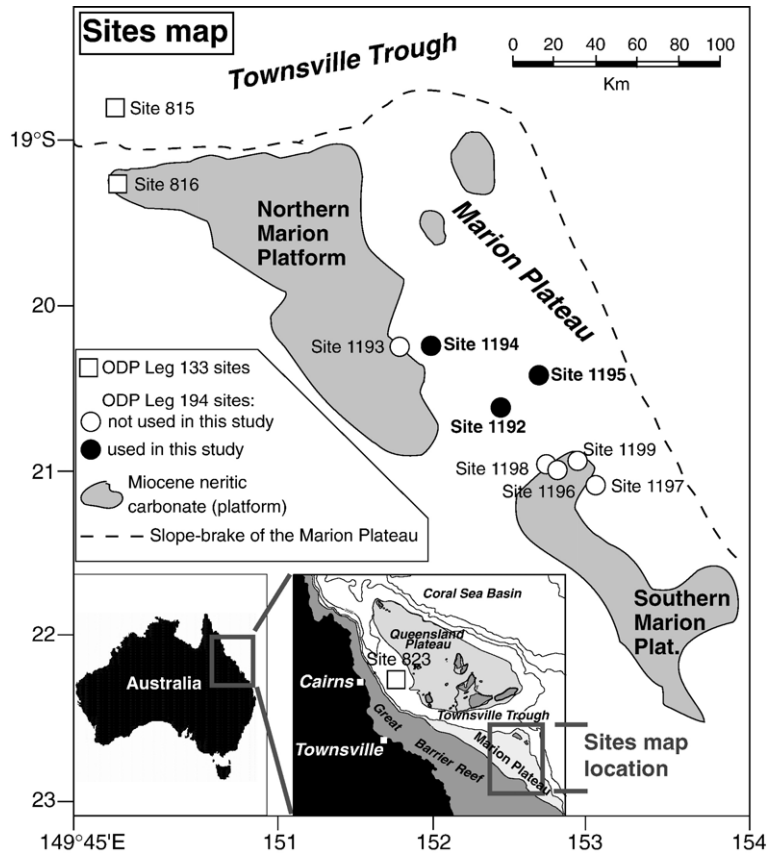 Sites map
Townsville Trough
0 20 40 60 80 100
Km
Site 815
19°S
Site 816
Northern
Marion
Platform
Marion Plateau
20
Site 1193
Site 1194
Site 1195
Site 1192
ODP Leg 133 sites
ODP Leg 194 sites:
not used in this study
used in this study
Miocene neritic
carbonate (platform)
Slope-brake of the Marion Plateau
21
Site 1199
Site 1198
Site 1196
Site 1197
Southern
Marion
Plat.
22
Australia
Coral Sea Basin
Queensland
Plateau
Site 823
Cairns
Townsville Trough
Great Barrier Reef
Townsville
Marion Plateau
Sites map
location
23
149°45'E 151 152 153 154